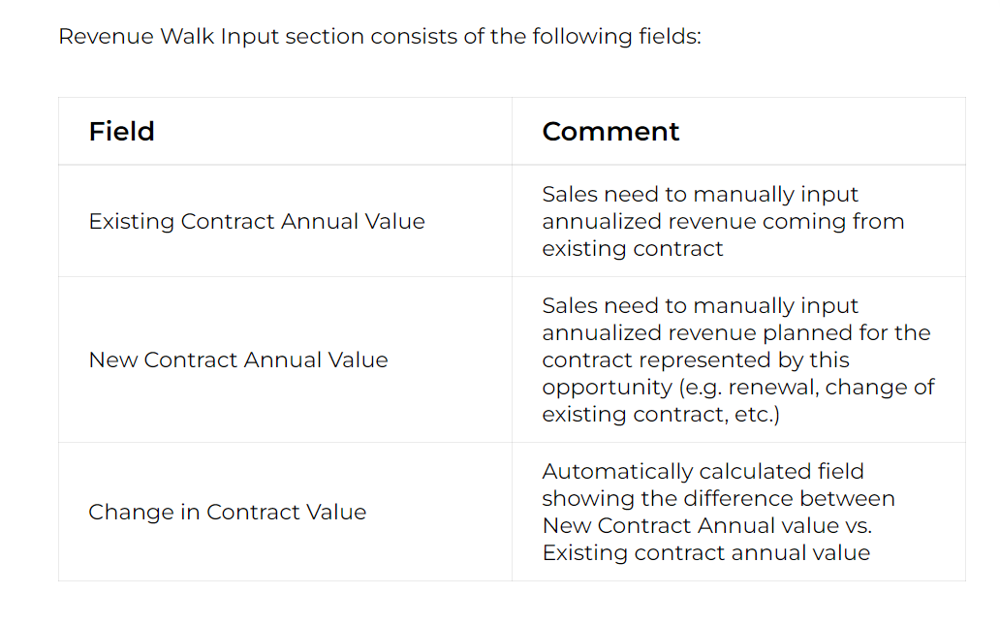 Revenue Walk Input section consists of the following fields:
Field
Comment
Existing Contract Annual Value
Sales need to manually input
annualized revenue coming from
existing contract
New Contract Annual Value
Sales need to manually input
annualized revenue planned for the
contract represented by this
opportunity (e.g. renewal, change of
existing contract, etc.)
Change in Contract Value
Automatically calculated field
showing the difference between
New Contract Annual value vs.
Existing contract annual value